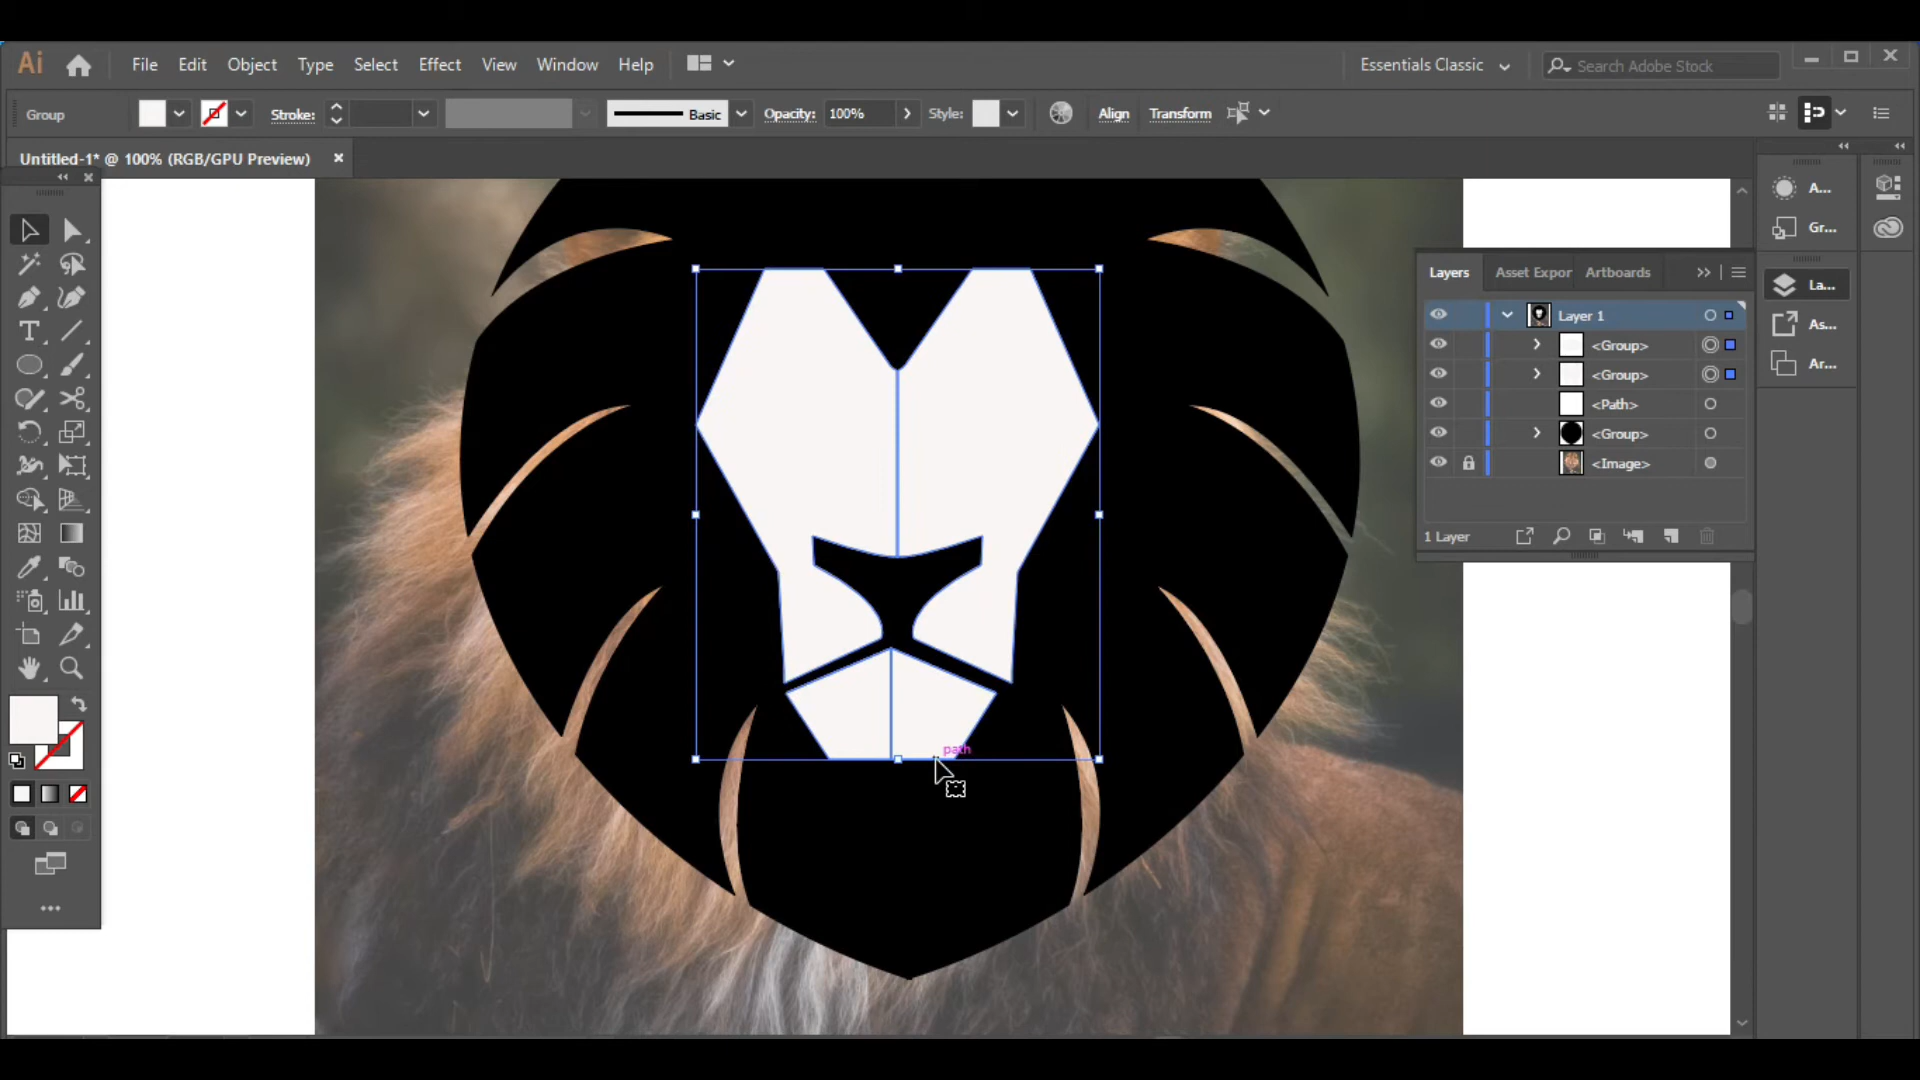 Ai File Edit Object Type Select Effect View Window Help Essentials Classic Search Adobe Stock
Group Stroke: Basic Opacity: 100% Style: Align Transform
Untitled-1* @ 100% (RGB/GPU Preview)
A...
Gr...
La...
As...
Ar...
Layers Asset Expor Artboards
Layer 1
<Group>
<Group>
<Path>
<Group>
<Image>
1 Layer
path